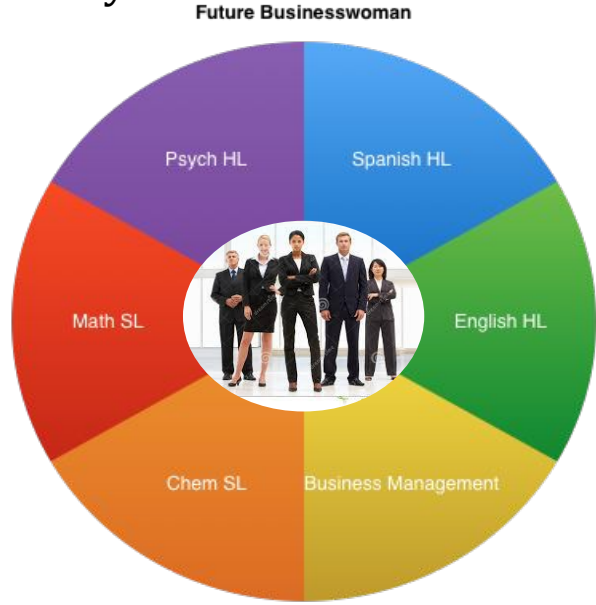 Future Businesswoman
Psych HL
Spanish HL
Math SL
English HL
Chem SL
Business Management